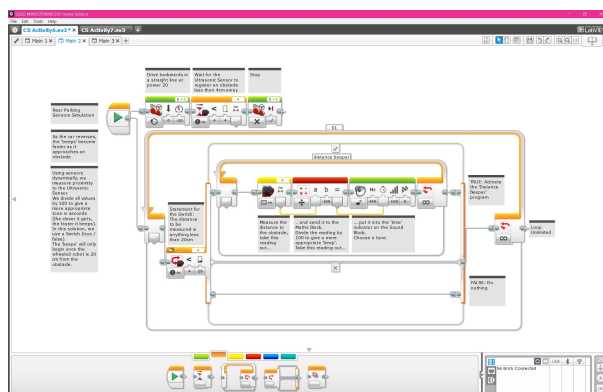 LEGO MINDSTORMS EV3 Home Edition
File Edit Tools Help
CS Activity6.ev3* X CS Activity7.ev3 +
Main 1 X Main 2 X Main 3 X +
Drive backwards in
a straight line at
power 20
Wait for the
Ultrasonic Sensor to
register an obstacle
less than 4cm away
Stop
Rear Parking
Sensors Simulation
As the car reverses,
the 'beeps' become
faster as it
approaches an
obstacle
Using sensors
dynamically, we
measure proximity
to the Ultrasonic
Sensor.
We divide all values
by 100 to give a
more appropriate
tone in seconds
(the closer it gets,
the faster it beeps).
In this solution, we
use a Switch (true /
false).
The 'beeps' will only
begin once the
wheeled robot is 20
cm from the
obstacle.
01
distance beeper
Statement for
the Switch:
The distance
to be
measured is
anything less
than 20cm
Measure the
distance to
the obstacle,
take this
reading
out...
...and send it to the
Maths Block.
Divide the reading by
100 to give a more
appropriate 'beep'.
Take this reading out...
... put it into the 'time'
indicator on the Sound
Block.
Choose a tone.
TRUE: Activate
the 'Distance
Beeper'
program
Loop
Unlimited
FALSE: Do
nothing
No Brick Connected
USB